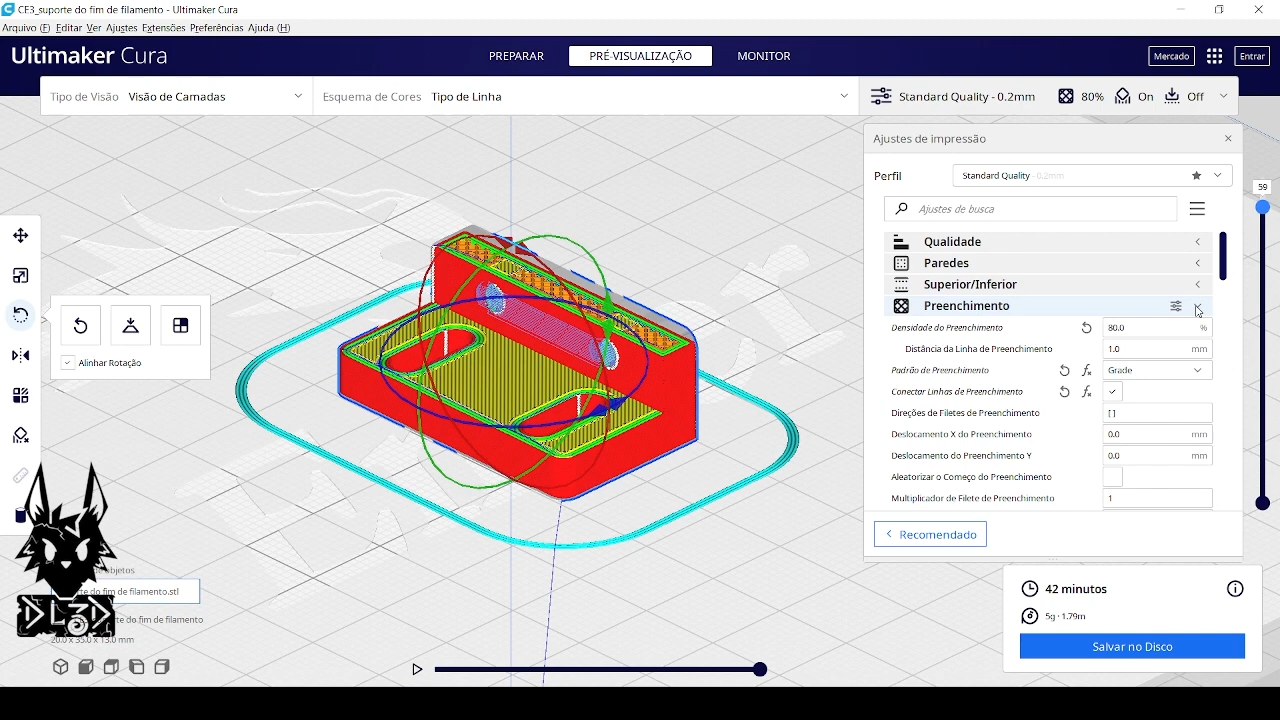 CE3_suporte do fim de filamento - Ultimaker Cura
Arquivo (F) Editar Ver Ajustes Extensões Preferências Ajuda (H)
Ultimaker Cura
PREPARAR PRÉ-VISUALIZAÇÃO MONITOR
Mercado Entrar
Tipo de Visão Visão de Camadas
Esquema de Cores Tipo de Linha
Standard Quality - 0.2mm 80% On Off
Ajustes de impressão
Perfil Standard Quality - 0.2mm
Ajustes de busca
Qualidade
Paredes
Superior/Inferior
Preenchimento
Densidade do Preenchimento 80.0 %
Distância da Linha de Preenchimento 1.0 mm
Padrão de Preenchimento Grade
Conectar Linhas de Preenchimento
Direções de Filetes de Preenchimento [ ]
Deslocamento X do Preenchimento 0.0 mm
Deslocamento do Preenchimento Y 0.0 mm
Aleatorizar o Começo do Preenchimento
Multiplicador de Filete de Preenchimento 1
Recomendado
59
Alinhar Rotação
objetos
te do fim de filamento.stl
te do fim de filamento
20.0 x 35.0 x 13.0 mm
DL3D
42 minutos
5g · 1.79m
Salvar no Disco